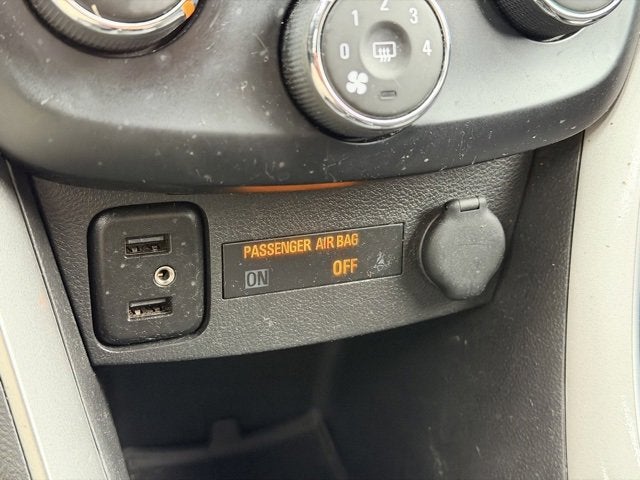 1 2 3
0 4
PASSENGER AIR BAG
ON OFF